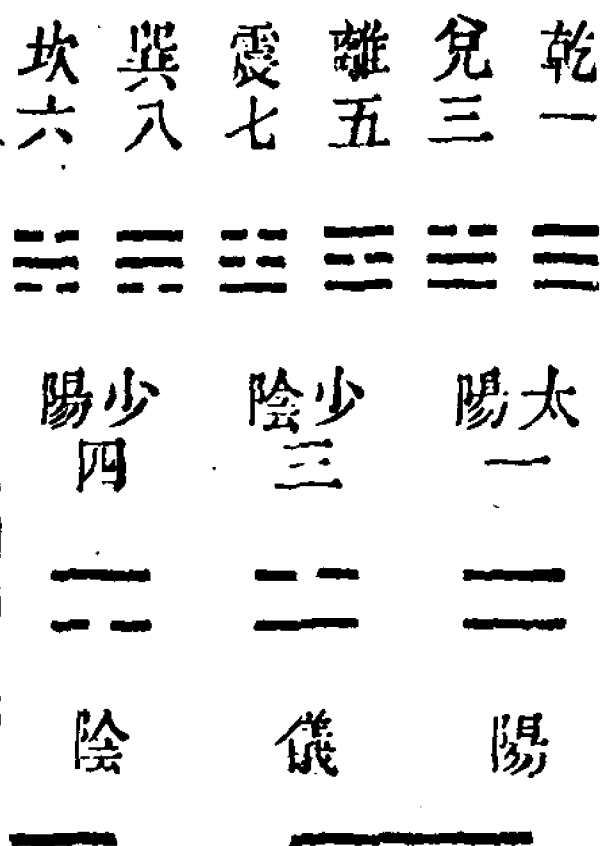 乾一
兌三
離五
震七
巽八
坎六
太陽一
少陰三
少陽四
陽儀
陰